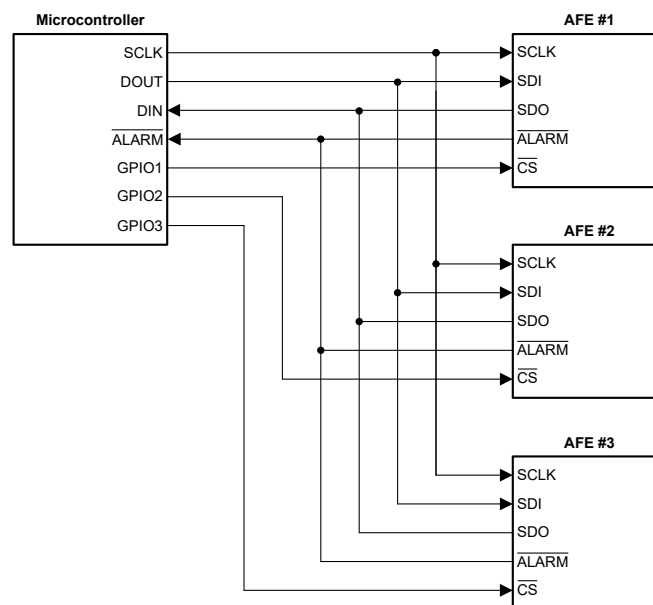 Microcontroller
SCLK
DOUT
DIN
ALARM
GPIO1
GPIO2
GPIO3
AFE #1
SCLK
SDI
SDO
ALARM
CS
AFE #2
SCLK
SDI
SDO
ALARM
CS
AFE #3
SCLK
SDI
SDO
ALARM
CS